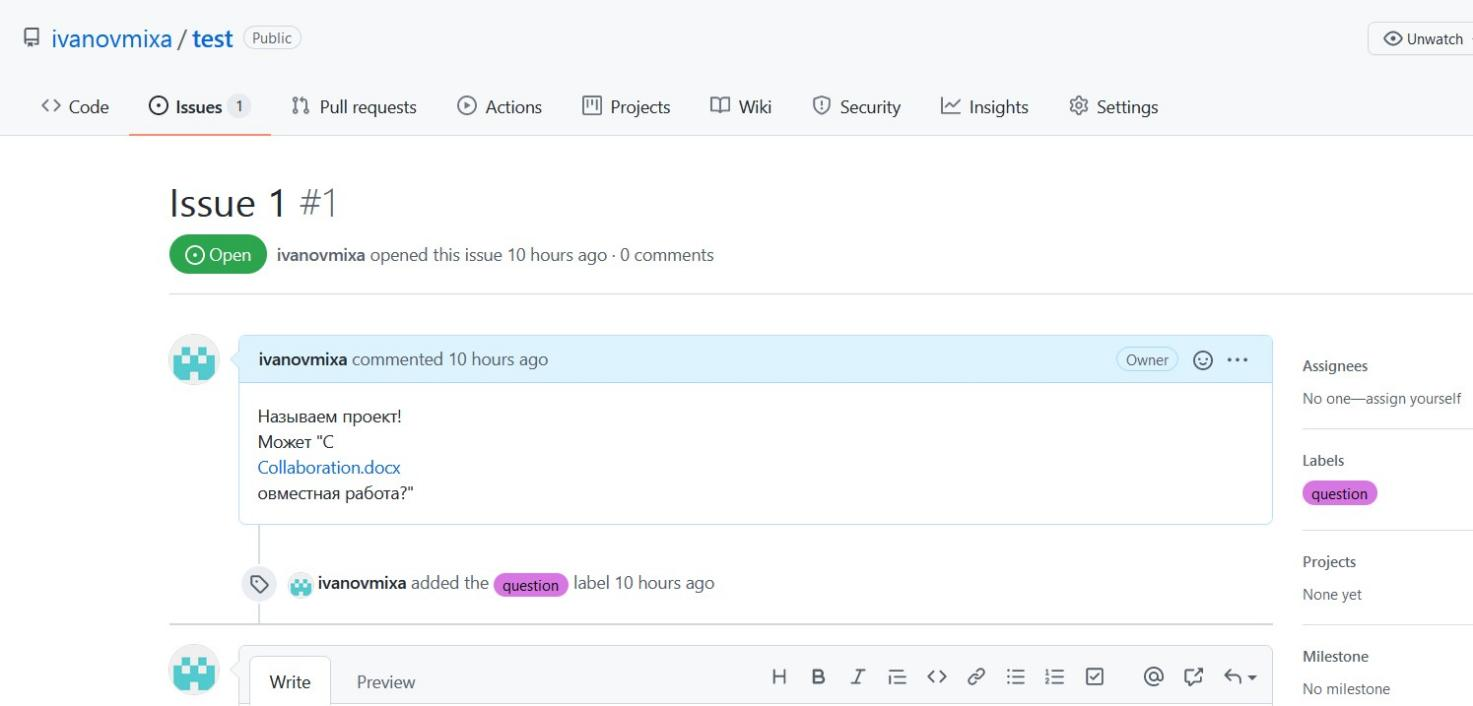 ivanovmixa / test Public
Unwatch
Code Issues 1 Pull requests Actions Projects Wiki Security Insights Settings
Issue 1 #1
Open ivanovmixa opened this issue 10 hours ago · 0 comments
ivanovmixa commented 10 hours ago Owner
Называем проект!
Может "С
Collaboration.docx
овместная работа?"
ivanovmixa added the question label 10 hours ago
Write Preview
Assignees
No one—assign yourself
Labels
question
Projects
None yet
Milestone
No milestone